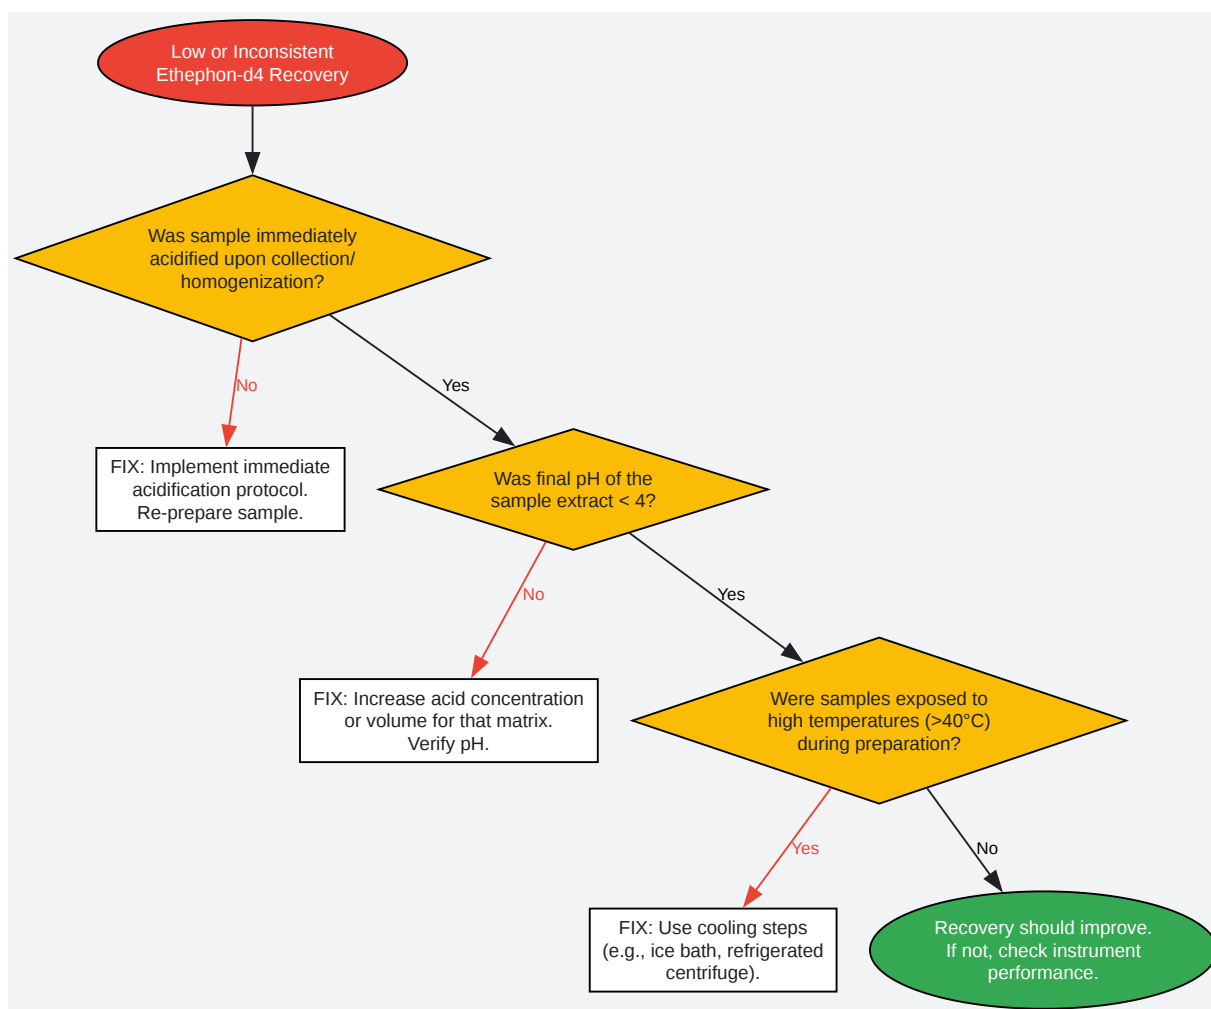 Low or Inconsistent
Ethephon-d4 Recovery
Was sample immediately
acidified upon collection/
homogenization?
No
Yes
FIX: Implement immediate
acidification protocol.
Re-prepare sample.
Was final pH of the
sample extract < 4?
No
Yes
FIX: Increase acid concentration
or volume for that matrix.
Verify pH.
Were samples exposed to
high temperatures (>40°C)
during preparation?
Yes
No
FIX: Use cooling steps
(e.g., ice bath, refrigerated
centrifuge).
Recovery should improve.
If not, check instrument
performance.